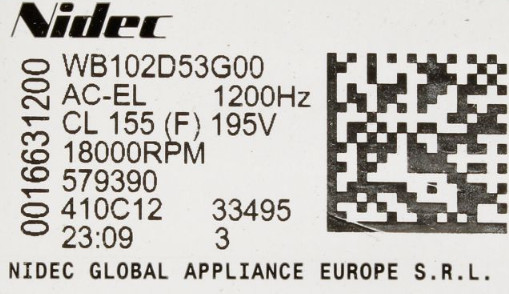 Nidec
0016631200
WB102D53G00
AC-EL 1200Hz
CL 155 (F) 195V
18000RPM
579390
410C12 33495
23:09 3
NIDEC GLOBAL APPLIANCE EUROPE S.R.L.